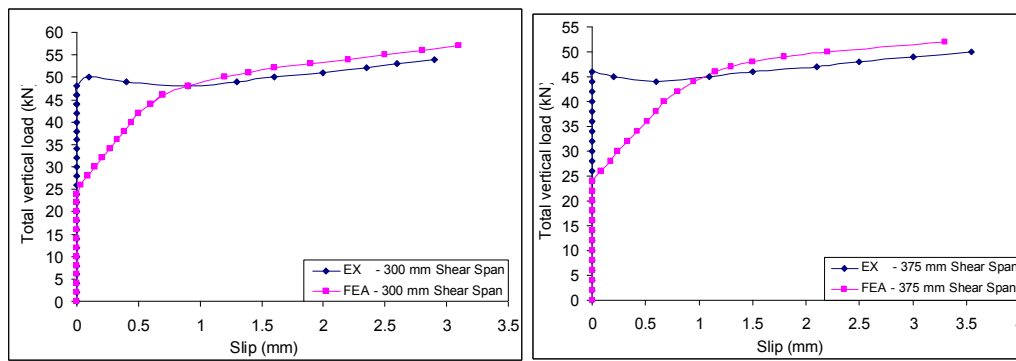 Total vertical load (kN)
60
55
50
45
40
35
30
25
20
15
10
5
0
EX - 300 mm Shear Span
FEA - 300 mm Shear Span
0 0.5 1 1.5 2 2.5 3 3.5
Slip (mm)
Total vertical load (kN)
55
50
45
40
35
30
25
20
15
10
5
0
EX - 375 mm Shear Span
FEA - 375 mm Shear Span
0 0.5 1 1.5 2 2.5 3 3.5
Slip (mm)